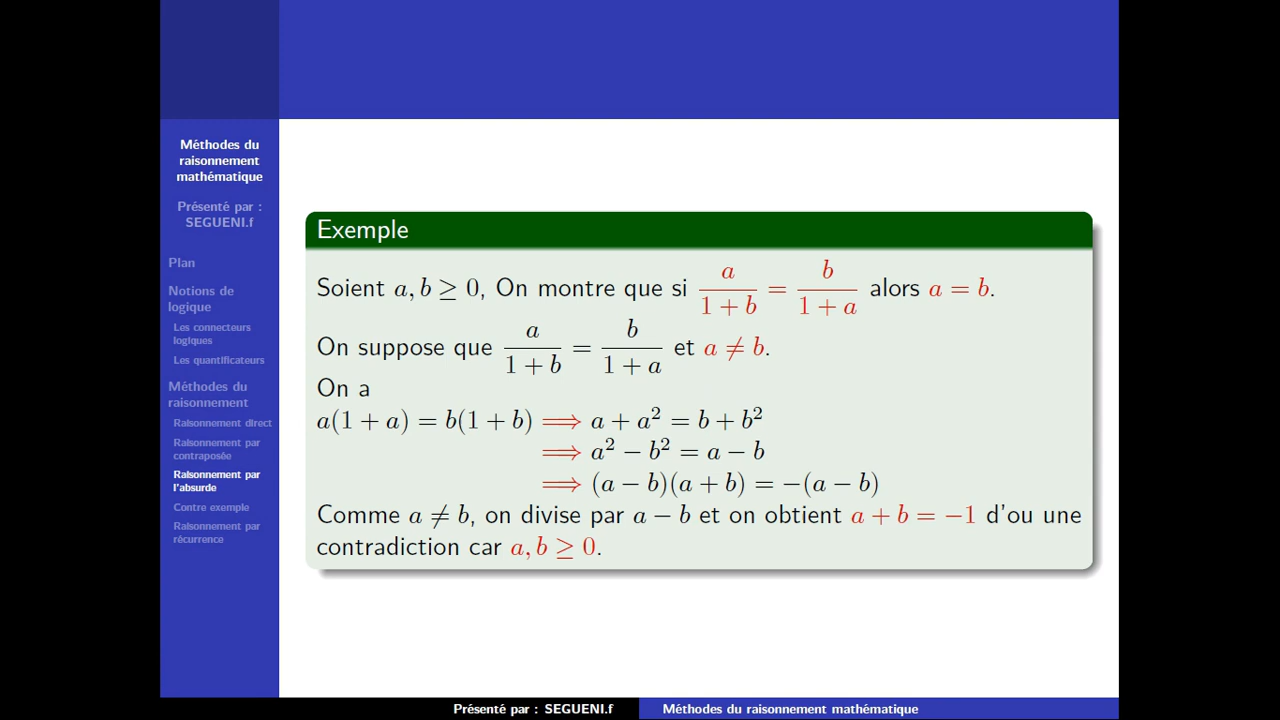 Méthodes du
raisonnement
mathématique
Présenté par :
SEGUENI.f
Plan
Notions de
logique
Les connecteurs
logiques
Les quantificateurs
Méthodes du
raisonnement
Raisonnement direct
Raisonnement par
contraposée
Raisonnement par
l'absurde
Contre exemple
Raisonnement par
récurrence
Exemple
Soient a, b ≥ 0, On montre que si a/(1 + b) = b/(1 + a) alors a = b.
On suppose que a/(1 + b) = b/(1 + a) et a ≠ b.
On a
a(1 + a) = b(1 + b) ⟹ a + a² = b + b²
⟹ a² − b² = a − b
⟹ (a − b)(a + b) = −(a − b)
Comme a ≠ b, on divise par a − b et on obtient a + b = −1 d'ou une
contradiction car a, b ≥ 0.
Présenté par : SEGUENI.f
Méthodes du raisonnement mathématique